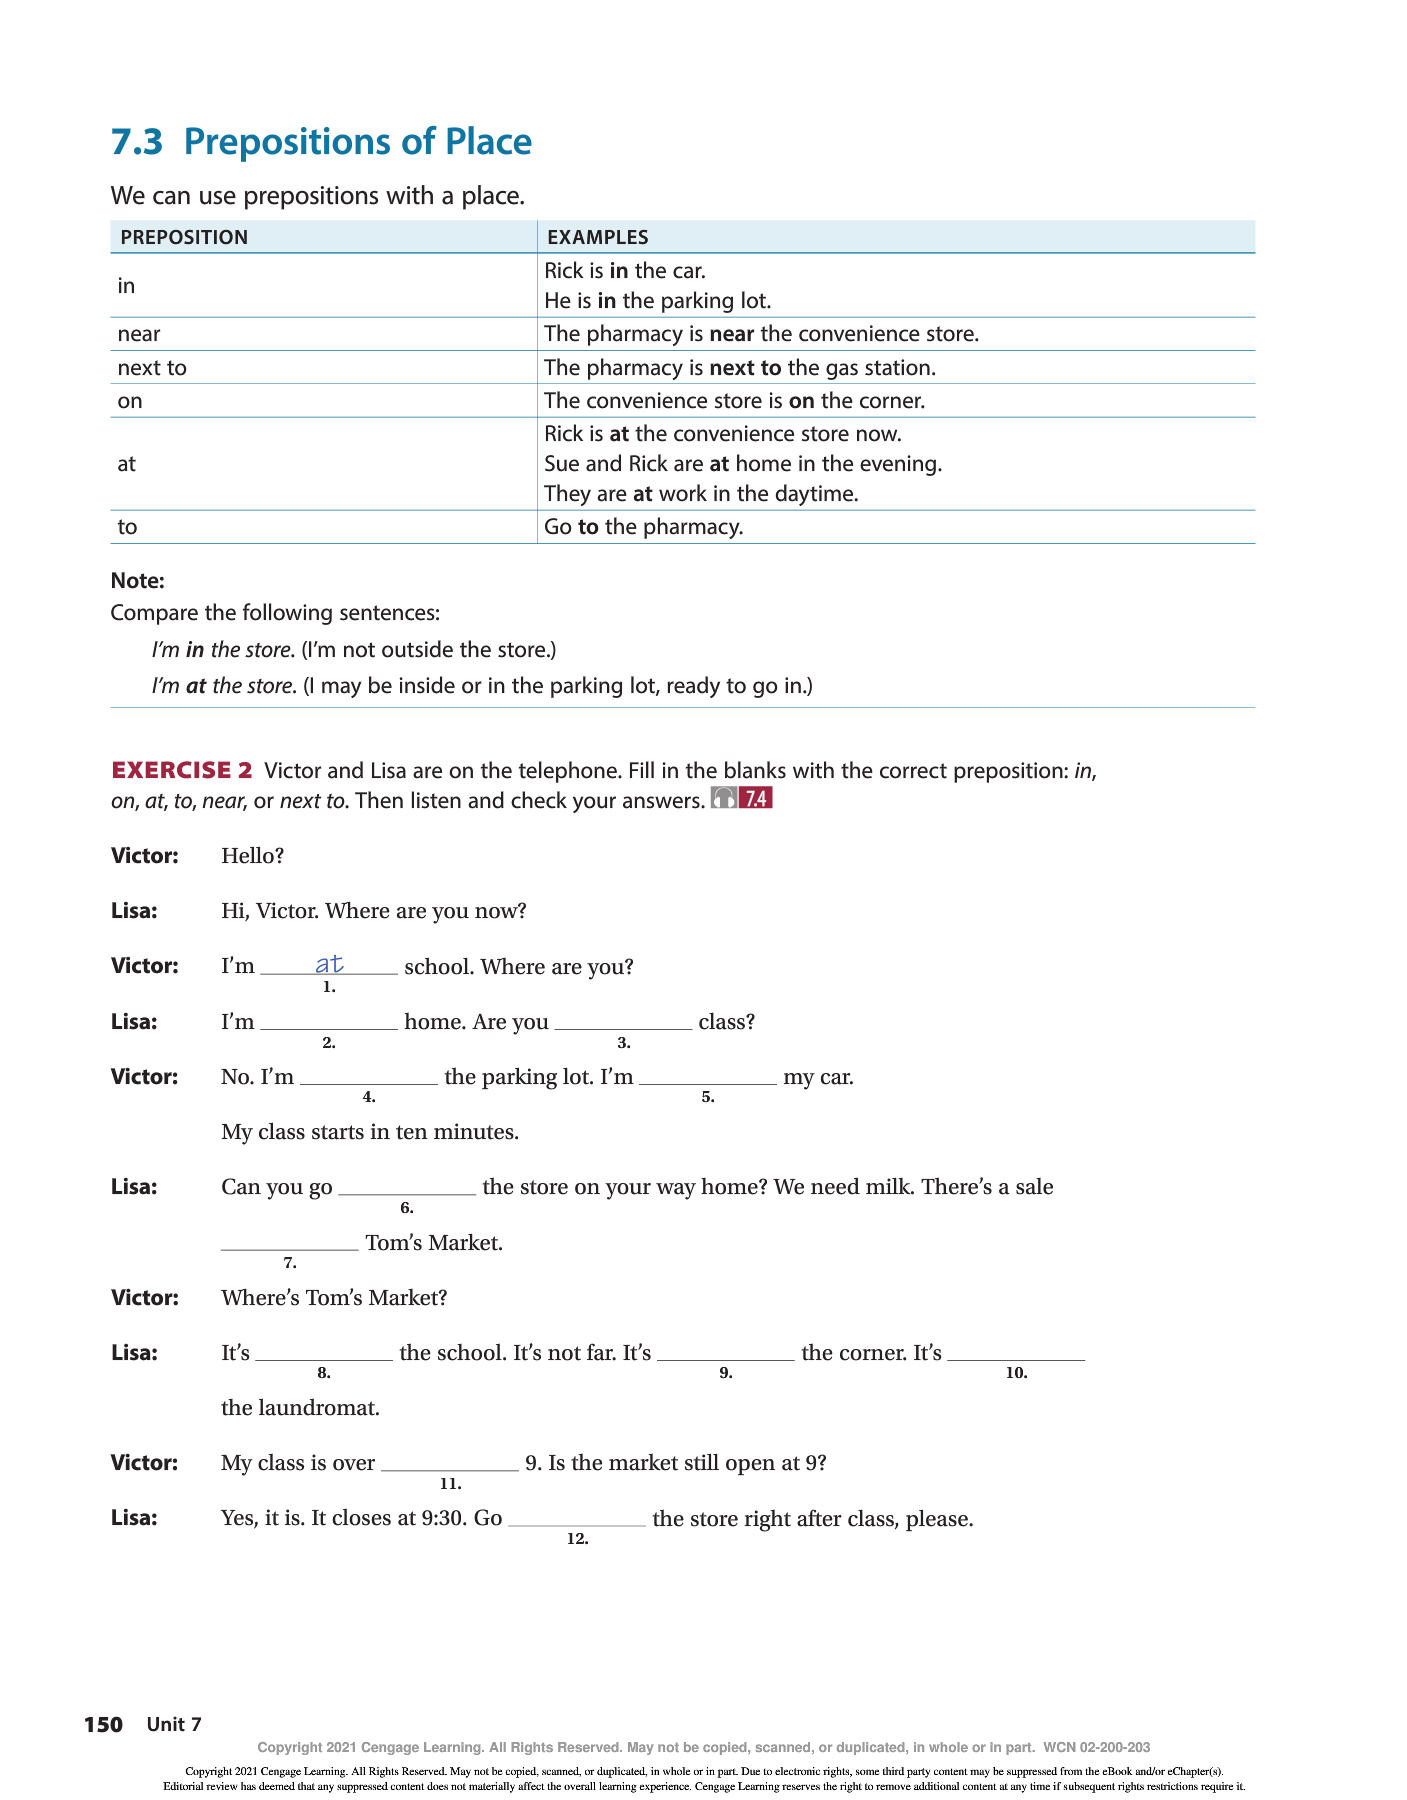 7.3 Prepositions of Place
We can use prepositions with a place.
PREPOSITION EXAMPLES
in Rick is in the car.
He is in the parking lot.
near The pharmacy is near the convenience store.
next to The pharmacy is next to the gas station.
on The convenience store is on the corner.
at Rick is at the convenience store now.
Sue and Rick are at home in the evening.
They are at work in the daytime.
to Go to the pharmacy.
Note:
Compare the following sentences:
I'm in the store. (I'm not outside the store.)
I'm at the store. (I may be inside or in the parking lot, ready to go in.)
EXERCISE 2 Victor and Lisa are on the telephone. Fill in the blanks with the correct preposition: in,
on, at, to, near, or next to. Then listen and check your answers. 7.4
Victor: Hello?
Lisa: Hi, Victor. Where are you now?
Victor: I'm at school. Where are you?
1.
Lisa: I'm ____ home. Are you ____ class?
2. 3.
Victor: No. I'm ____ the parking lot. I'm ____ my car.
4. 5.
My class starts in ten minutes.
Lisa: Can you go ____ the store on your way home? We need milk. There's a sale
6.
____ Tom's Market.
7.
Victor: Where's Tom's Market?
Lisa: It's ____ the school. It's not far. It's ____ the corner. It's ____
8. 9. 10.
the laundromat.
Victor: My class is over ____ 9. Is the market still open at 9?
11.
Lisa: Yes, it is. It closes at 9:30. Go ____ the store right after class, please.
12.
150 Unit 7
Copyright 2021 Cengage Learning. All Rights Reserved. May not be copied, scanned, or duplicated, in whole or in part. WCN 02-200-203
Copyright 2021 Cengage Learning. All Rights Reserved. May not be copied, scanned, or duplicated, in whole or in part. Due to electronic rights, some third party content may be suppressed from the eBook and/or eChapter(s).
Editorial review has deemed that any suppressed content does not materially affect the overall learning experience. Cengage Learning reserves the right to remove additional content at any time if subsequent rights restrictions require it.